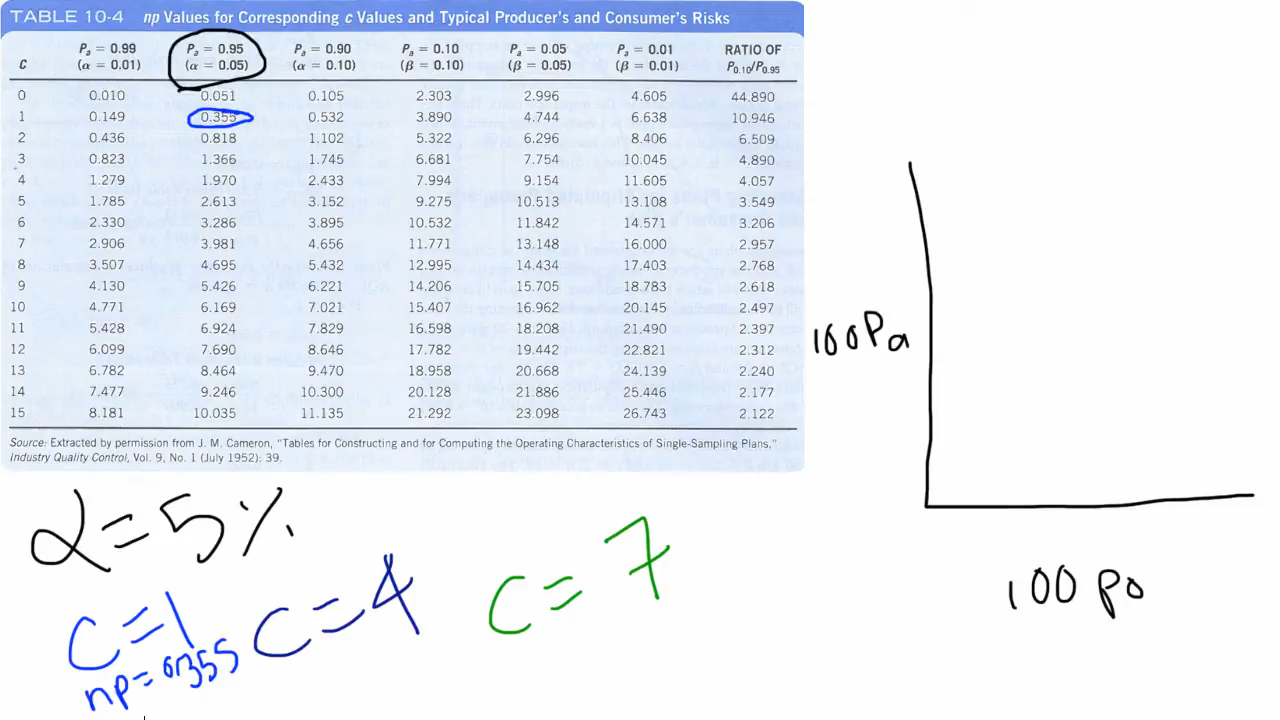 TABLE 10-4 np Values for Corresponding c Values and Typical Producer's and Consumer's Risks
C Pa = 0.99 (α = 0.01) Pa = 0.95 (α = 0.05) Pa = 0.90 (α = 0.10) Pa = 0.10 (β = 0.10) Pa = 0.05 (β = 0.05) Pa = 0.01 (β = 0.01) RATIO OF P0.10/P0.95
0 0.010 0.051 0.105 2.303 2.996 4.605 44.890
1 0.149 0.355 0.532 3.890 4.744 6.638 10.946
2 0.436 0.818 1.102 5.322 6.296 8.406 6.509
3 0.823 1.366 1.745 6.681 7.754 10.045 4.890
4 1.279 1.970 2.433 7.994 9.154 11.605 4.057
5 1.785 2.613 3.152 9.275 10.513 13.108 3.549
6 2.330 3.286 3.895 10.532 11.842 14.571 3.206
7 2.906 3.981 4.656 11.771 13.148 16.000 2.957
8 3.507 4.695 5.432 12.995 14.434 17.403 2.768
9 4.130 5.426 6.221 14.206 15.705 18.783 2.618
10 4.771 6.169 7.021 15.407 16.962 20.145 2.497
11 5.428 6.924 7.829 16.598 18.208 21.490 2.397
12 6.099 7.690 8.646 17.782 19.442 22.821 2.312
13 6.782 8.464 9.470 18.958 20.668 24.139 2.240
14 7.477 9.246 10.300 20.128 21.886 25.446 2.177
15 8.181 10.035 11.135 21.292 23.098 26.743 2.122
Source: Extracted by permission from J. M. Cameron, "Tables for Constructing and for Computing the Operating Characteristics of Single-Sampling Plans,"
Industry Quality Control, Vol. 9, No. 1 (July 1952): 39.
α=5%
C=1
np=0.355
C=4
C=7
100Pa
100 po